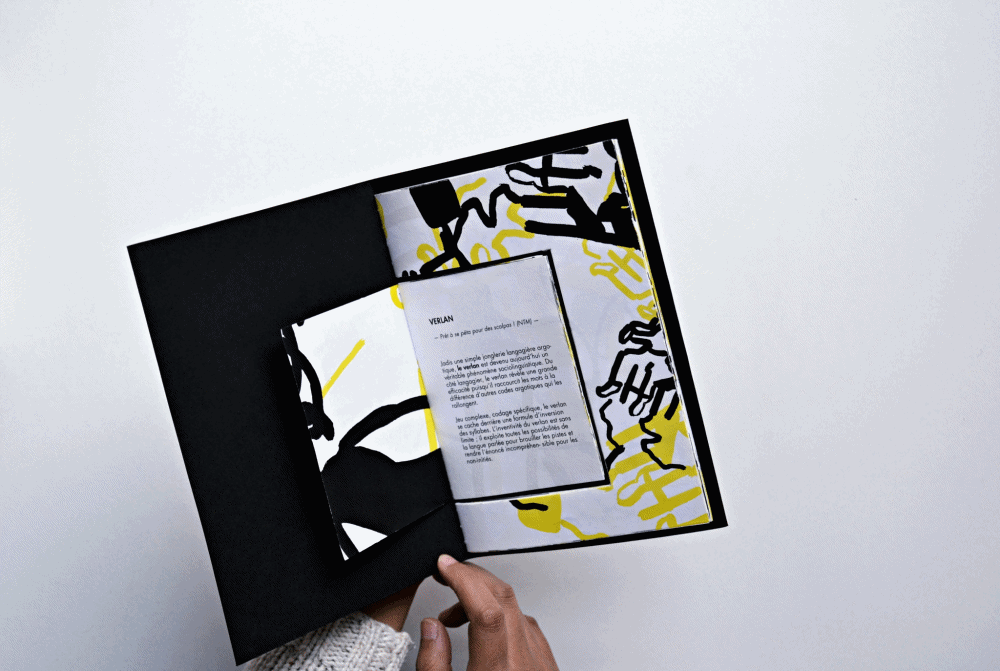 VERLAN
— Prêt à se péta pour des scalpas ! (NTM) —
Jadis une simple jonglerie langagière argo-
tique, le verlan est devenu aujourd'hui un
véritable phénomène sociolinguistique. Du
côté langagier, le verlan révèle une grande
efficacité puisqu'il raccourcit les mots à la
différence d'autres codes argotiques qui les
rallongent.
Jeu complexe, codage spécifique, le verlan
se cache derrière une formule d'inversion
des syllabes. L'inventivité du verlan est sans
limite ; il exploite toutes les possibilités de
la langue parlée pour brouiller les pistes et
rendre l'énoncé incompréhen- sible pour les
non-initiés.